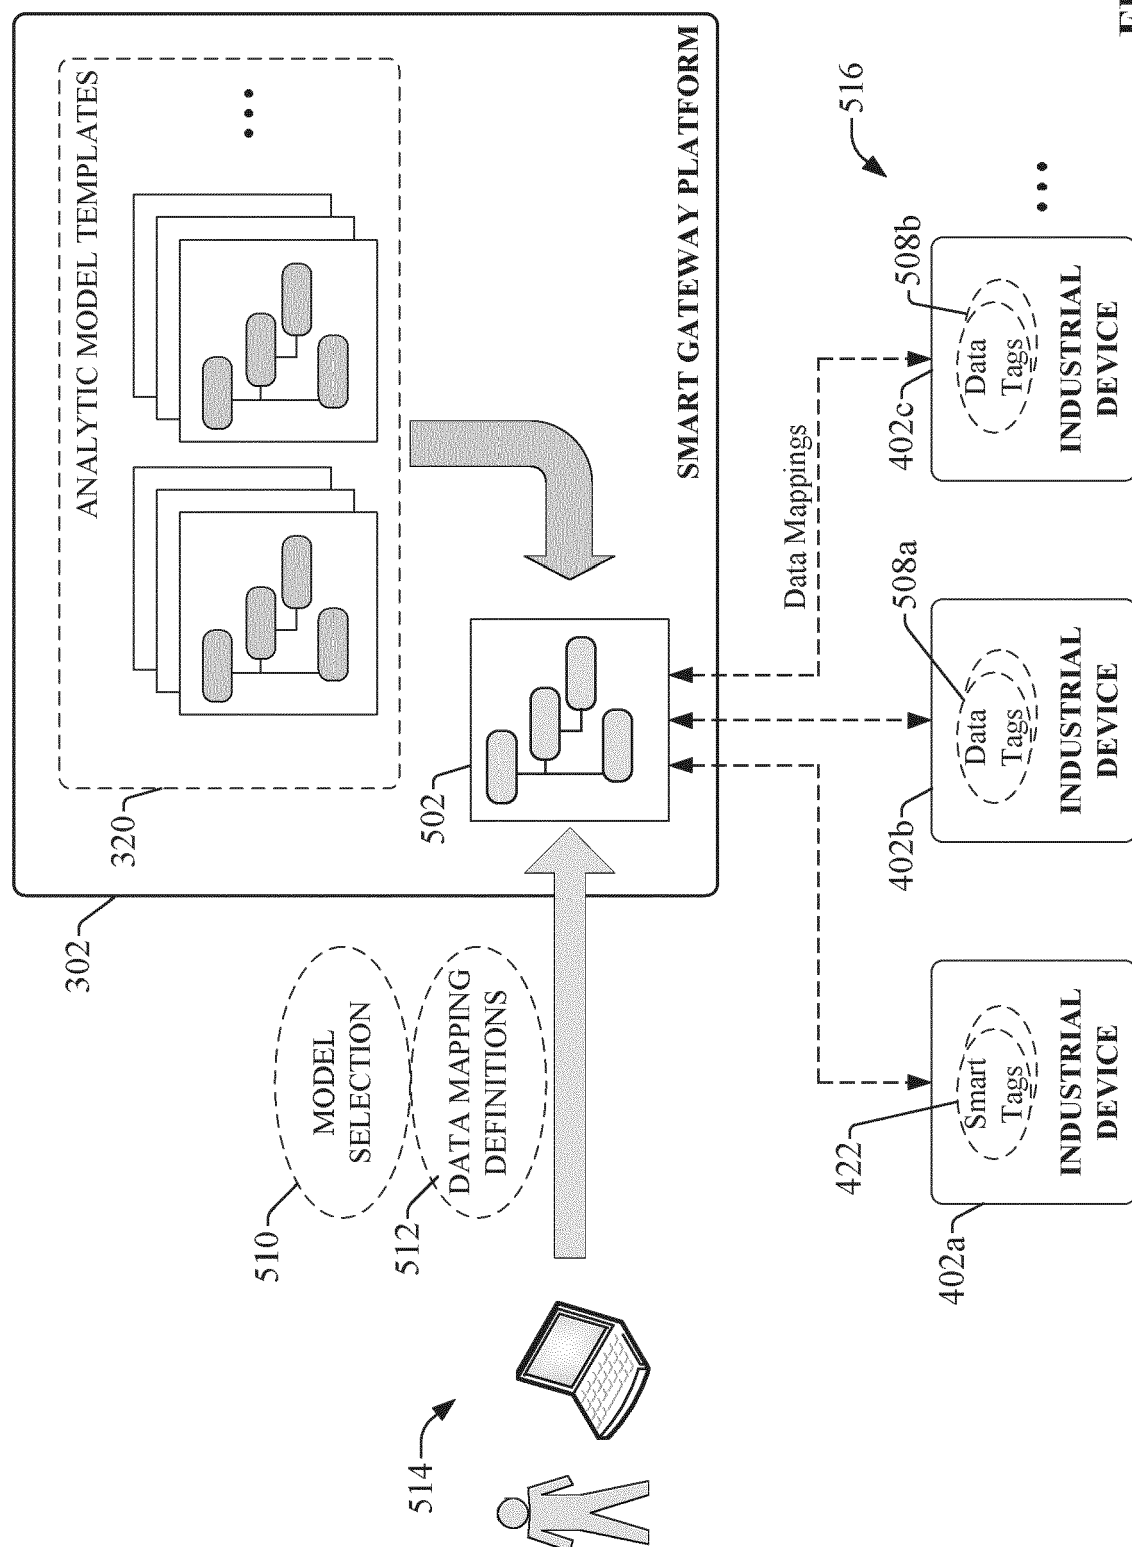 ANALYTIC MODEL TEMPLATES
• • •
320
302
502
SMART GATEWAY PLATFORM
510
MODEL
SELECTION
512
DATA MAPPING
DEFINITIONS
514
Data Mappings
516
402a
422
Smart
Tags
INDUSTRIAL
DEVICE
402b
508a
Data
Tags
INDUSTRIAL
DEVICE
402c
508b
Data
Tags
INDUSTRIAL
DEVICE
• • •